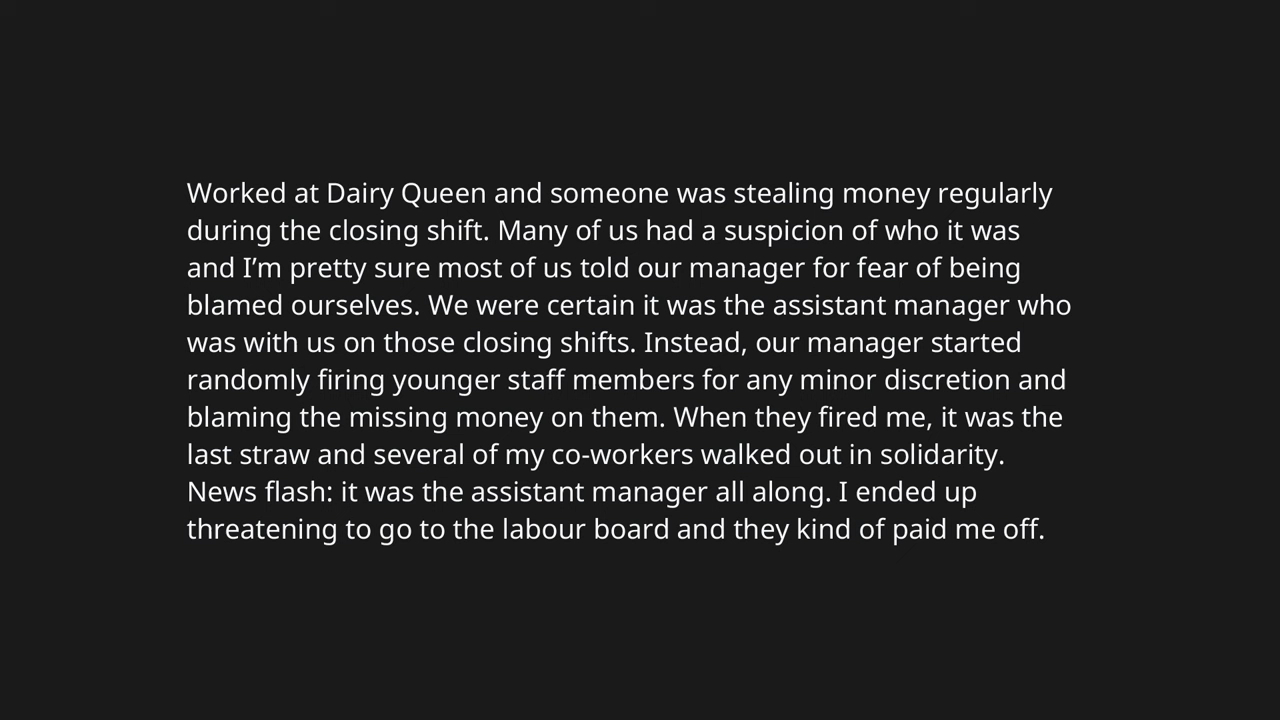 Worked at Dairy Queen and someone was stealing money regularly
during the closing shift. Many of us had a suspicion of who it was
and I’m pretty sure most of us told our manager for fear of being
blamed ourselves. We were certain it was the assistant manager who
was with us on those closing shifts. Instead, our manager started
randomly firing younger staff members for any minor discretion and
blaming the missing money on them. When they fired me, it was the
last straw and several of my co-workers walked out in solidarity.
News flash: it was the assistant manager all along. I ended up
threatening to go to the labour board and they kind of paid me off.